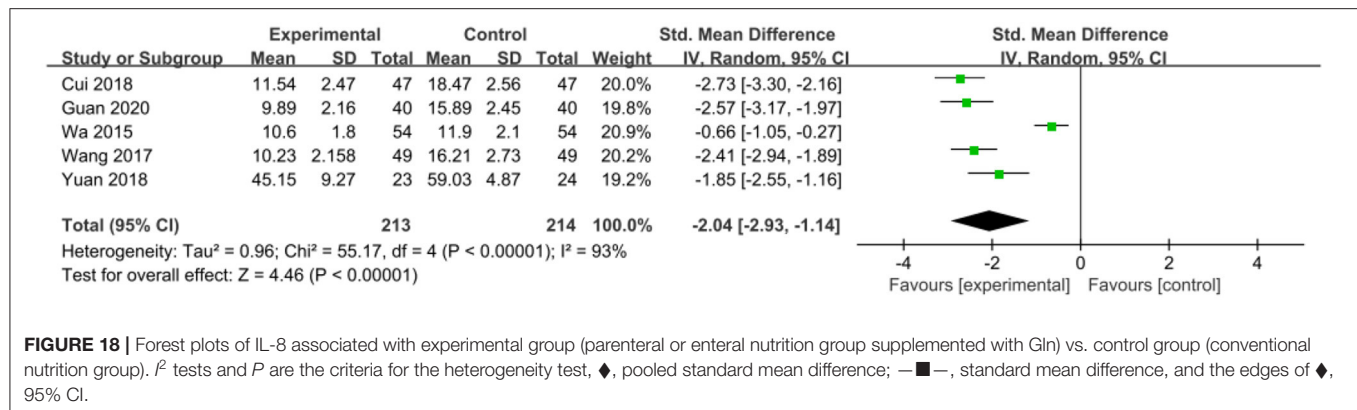 Experimental Control Std. Mean Difference Std. Mean Difference
Study or Subgroup Mean SD Total Mean SD Total Weight IV, Random, 95% CI IV, Random, 95% CI
Cui 2018 11.54 2.47 47 18.47 2.56 47 20.0% -2.73 [-3.30, -2.16]
Guan 2020 9.89 2.16 40 15.89 2.45 40 19.8% -2.57 [-3.17, -1.97]
Wa 2015 10.6 1.8 54 11.9 2.1 54 20.9% -0.66 [-1.05, -0.27]
Wang 2017 10.23 2.158 49 16.21 2.73 49 20.2% -2.41 [-2.94, -1.89]
Yuan 2018 45.15 9.27 23 59.03 4.87 24 19.2% -1.85 [-2.55, -1.16]
Total (95% CI) 213 214 100.0% -2.04 [-2.93, -1.14]
Heterogeneity: Tau² = 0.96; Chi² = 55.17, df = 4 (P < 0.00001); I² = 93%
Test for overall effect: Z = 4.46 (P < 0.00001)
-4 -2 0 2 4
Favours [experimental] Favours [control]
FIGURE 18 | Forest plots of IL-8 associated with experimental group (parenteral or enteral nutrition group supplemented with Gln) vs. control group (conventional
nutrition group). I² tests and P are the criteria for the heterogeneity test, ♦, pooled standard mean difference; —■—, standard mean difference, and the edges of ♦,
95% CI.